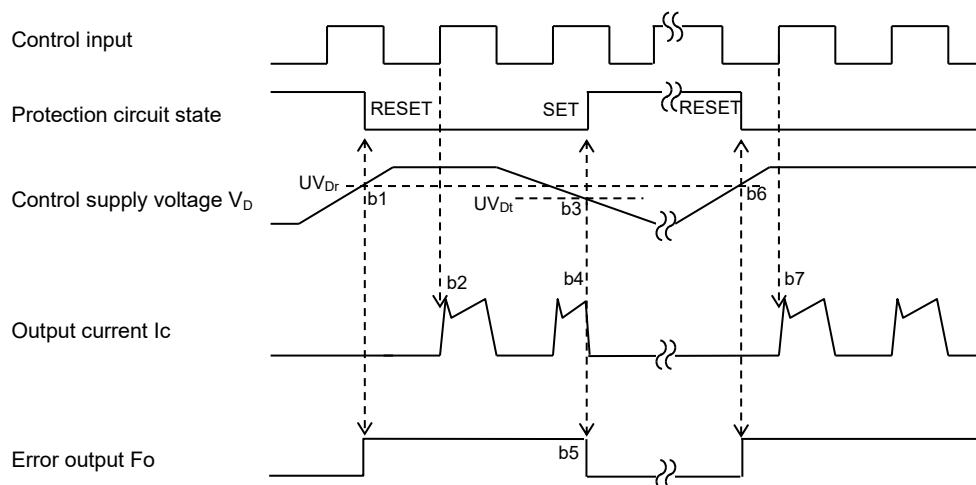 Control input
Protection circuit state
RESET
SET
RESET
Control supply voltage VD
UVDr
b1
UVDt
b3
b6
Output current Ic
b2
b4
b7
Error output Fo
b5